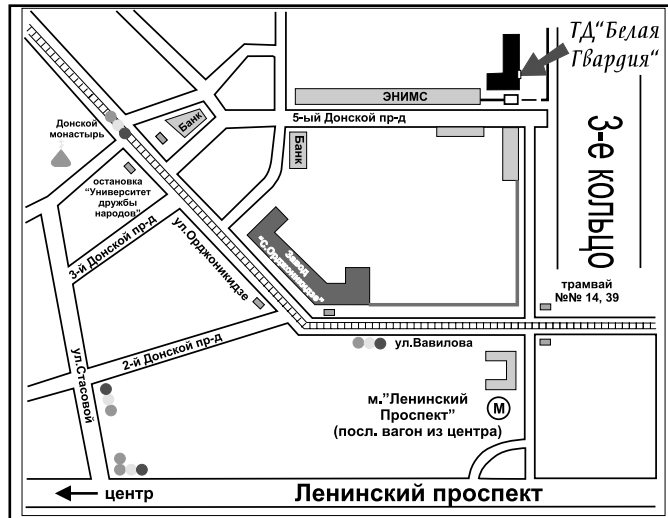 ТД"Белая
Гвардия"
ЭНИМС
5-ый Донской пр-д
Банк
Банк
Донской
монастырь
остановка
"Университет
дружбы
народов"
3-й Донской пр-д
ул.Орджоникидзе
Завод
"С.Орджоникидзе"
3-е кольцо
трамвай
№№ 14, 39
ул.Вавилова
2-й Донской пр-д
ул.Стасовой
м."Ленинский
Проспект"
(посл. вагон из центра)
М
центр
Ленинский проспект